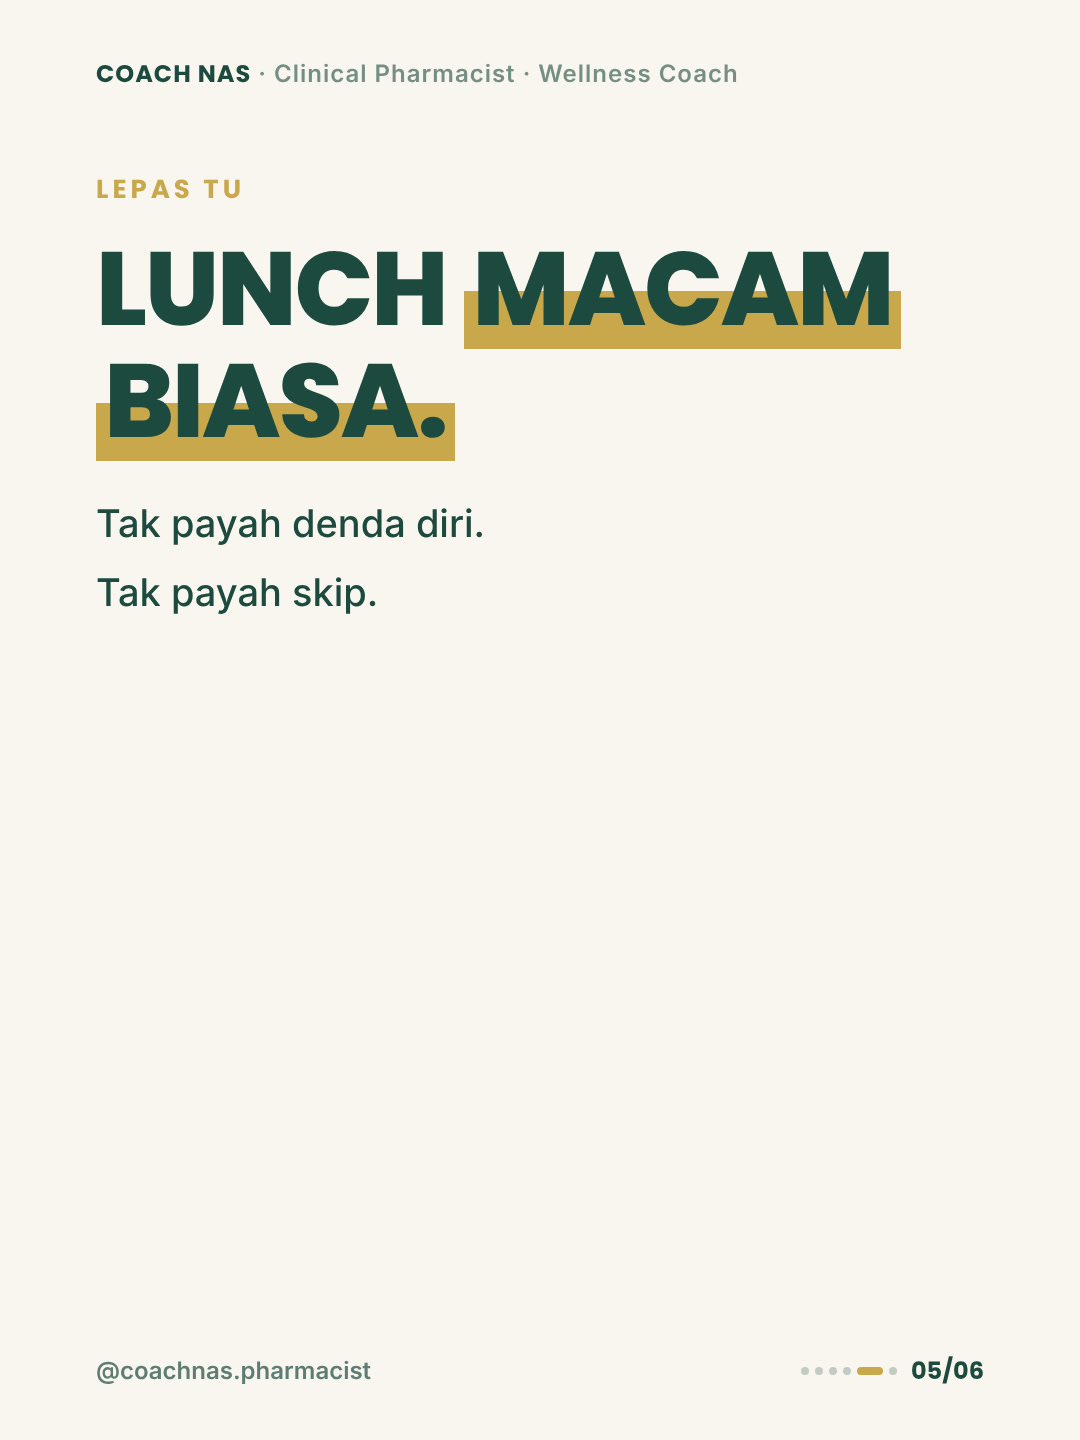 COACH NAS · Clinical Pharmacist · Wellness Coach
LEPAS TU
LUNCH MACAM
BIASA.
Tak payah denda diri.
Tak payah skip.
@coachnas.pharmacist
05/06